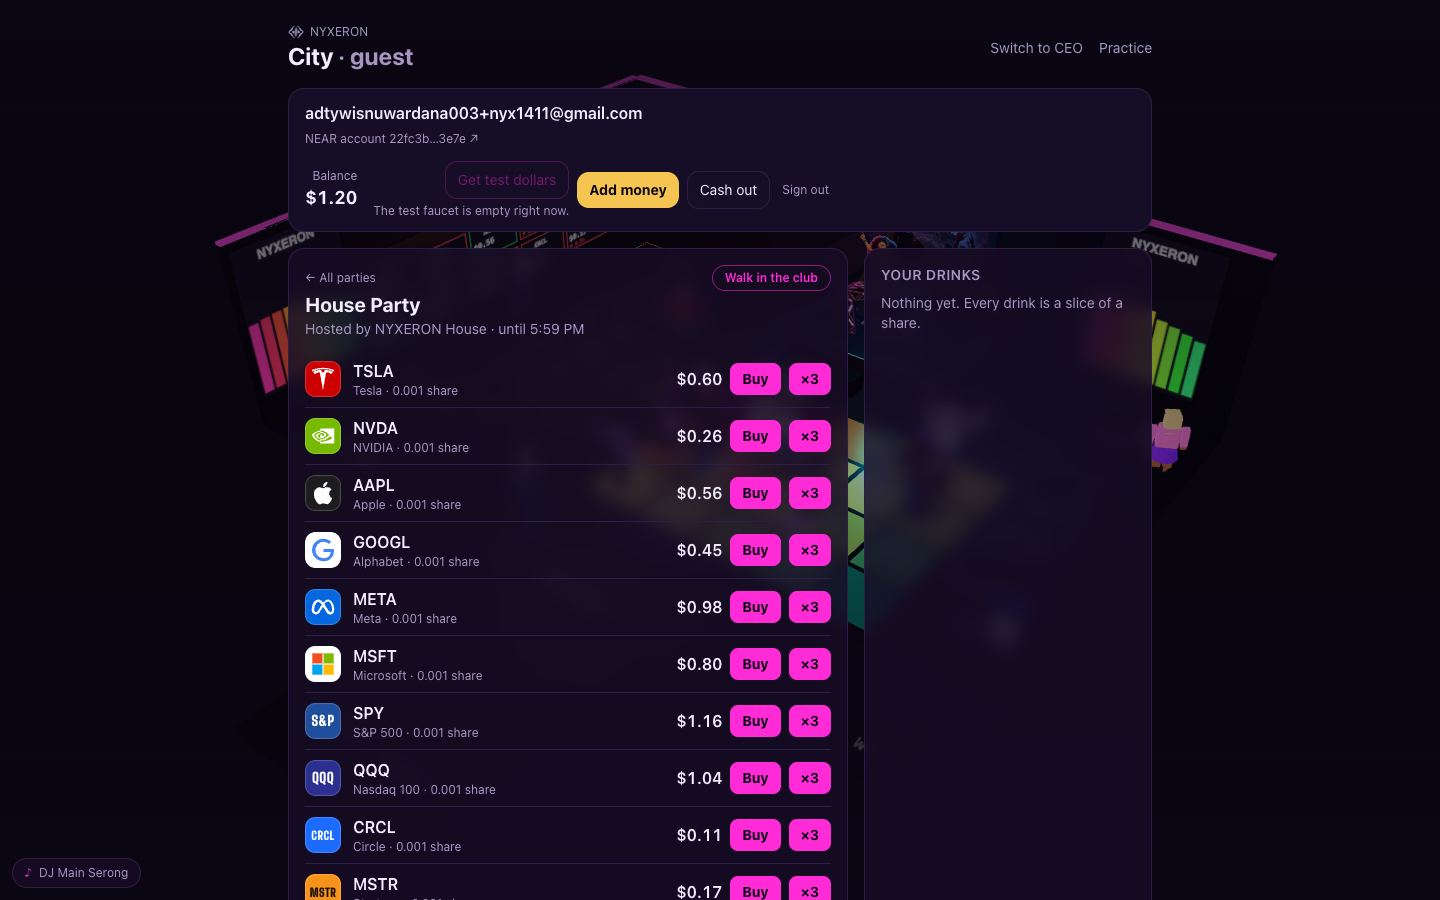 NYXERON
City · guest
Switch to CEO
Practice
adtywisnuwardana003+nyx1411@gmail.com
NEAR account 22fc3b...3e7e ↗
Balance
$1.20
Get test dollars
The test faucet is empty right now.
Add money
Cash out
Sign out
NYXERON
NYXERON
← All parties
Walk in the club
House Party
Hosted by NYXERON House · until 5:59 PM
TSLA
Tesla · 0.001 share
$0.60 Buy ×3
NVDA
NVIDIA · 0.001 share
$0.26 Buy ×3
AAPL
Apple · 0.001 share
$0.56 Buy ×3
GOOGL
Alphabet · 0.001 share
$0.45 Buy ×3
META
Meta · 0.001 share
$0.98 Buy ×3
MSFT
Microsoft · 0.001 share
$0.80 Buy ×3
S&P
SPY
S&P 500 · 0.001 share
$1.16 Buy ×3
QQQ
QQQ
Nasdaq 100 · 0.001 share
$1.04 Buy ×3
CRCL
CRCL
Circle · 0.001 share
$0.11 Buy ×3
MSTR
MSTR
$0.17 Buy ×3
YOUR DRINKS
Nothing yet. Every drink is a slice of a
share.
♪ DJ Main Serong